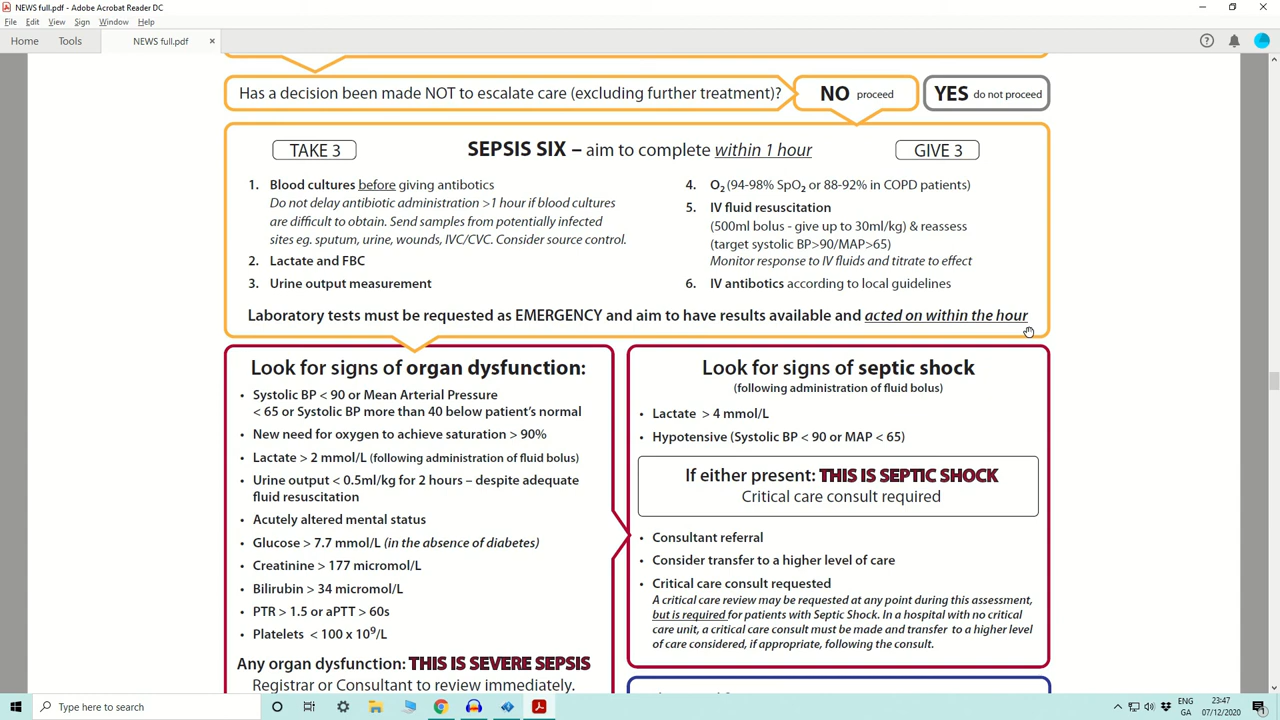 NEWS full.pdf - Adobe Acrobat Reader DC
File Edit View Sign Window Help
Home Tools NEWS full.pdf ×
Has a decision been made NOT to escalate care (excluding further treatment)? NO proceed YES do not proceed
TAKE 3 SEPSIS SIX – aim to complete within 1 hour GIVE 3
1. Blood cultures before giving antibiotics
Do not delay antibiotic administration >1 hour if blood cultures
are difficult to obtain. Send samples from potentially infected
sites eg. sputum, urine, wounds, IVC/CVC. Consider source control.
2. Lactate and FBC
3. Urine output measurement
4. O₂ (94-98% SpO₂ or 88-92% in COPD patients)
5. IV fluid resuscitation
(500ml bolus - give up to 30ml/kg) & reassess
(target systolic BP>90/MAP>65)
Monitor response to IV fluids and titrate to effect
6. IV antibiotics according to local guidelines
Laboratory tests must be requested as EMERGENCY and aim to have results available and acted on within the hour
Look for signs of organ dysfunction:
• Systolic BP < 90 or Mean Arterial Pressure
< 65 or Systolic BP more than 40 below patient's normal
• New need for oxygen to achieve saturation > 90%
• Lactate > 2 mmol/L (following administration of fluid bolus)
• Urine output < 0.5ml/kg for 2 hours – despite adequate
fluid resuscitation
• Acutely altered mental status
• Glucose > 7.7 mmol/L (in the absence of diabetes)
• Creatinine > 177 micromol/L
• Bilirubin > 34 micromol/L
• PTR > 1.5 or aPTT > 60s
• Platelets < 100 x 10⁹/L
Any organ dysfunction: THIS IS SEVERE SEPSIS
Registrar or Consultant to review immediately.
Look for signs of septic shock
(following administration of fluid bolus)
• Lactate > 4 mmol/L
• Hypotensive (Systolic BP < 90 or MAP < 65)
If either present: THIS IS SEPTIC SHOCK
Critical care consult required
• Consultant referral
• Consider transfer to a higher level of care
• Critical care consult requested
A critical care review may be requested at any point during this assessment,
but is required for patients with Septic Shock. In a hospital with no critical
care unit, a critical care consult must be made and transfer to a higher level
of care considered, if appropriate, following the consult.
Type here to search
ENG
GA
23:47
07/12/2020